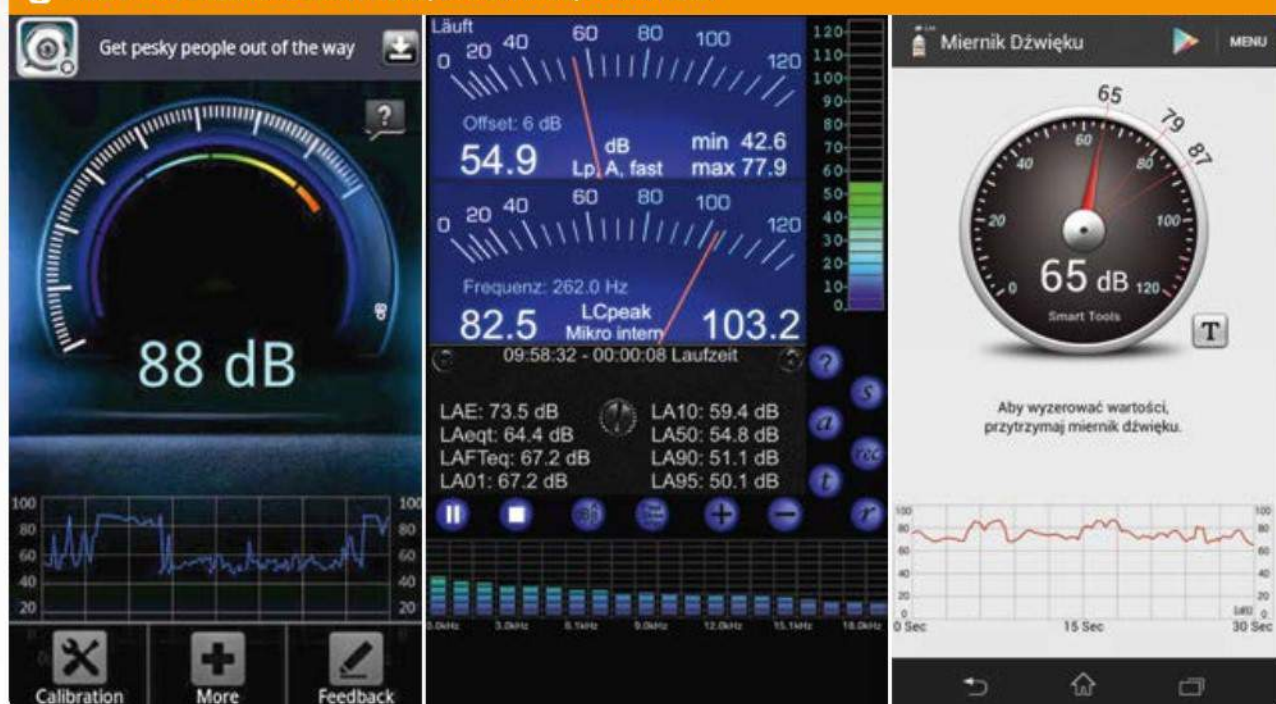 Get pesky people out of the way
?
88 dB
100 100
80 80
60 60
40 40
20 20
Calibration More Feedback
Läuft
0 20 40 60 80 100 120
Offset: 6 dB
54.9 dB
Lp, A, fast
min 42.6
max 77.9
0 20 40 60 80 100 120
Frequenz: 262.0 Hz
82.5 LCpeak
Mikro intern 103.2
120
110
100
90
80
70
60
50
40
30
20
10
0
09:58:32 - 00:00:08 Laufzeit
LAE: 73.5 dB LA10: 59.4 dB
LAeqt: 64.4 dB LA50: 54.8 dB
LAFTeq: 67.2 dB LA90: 51.1 dB
LA01: 67.2 dB LA95: 50.1 dB
?
s
a
rec
t
r
3.0kHz 6.1kHz 9.0kHz 12.0kHz 15.1kHz 18.0kHz
Miernik Dźwięku MENU
65
79
87
0 20 40 60 80 100 120
65 dB
Smart Tools
T
Aby wyzerować wartości,
przytrzymaj miernik dźwięku.
100 100
80 80
60 60
40 40
20 20
0 0
(dB)
0 Sec 15 Sec 30 Sec